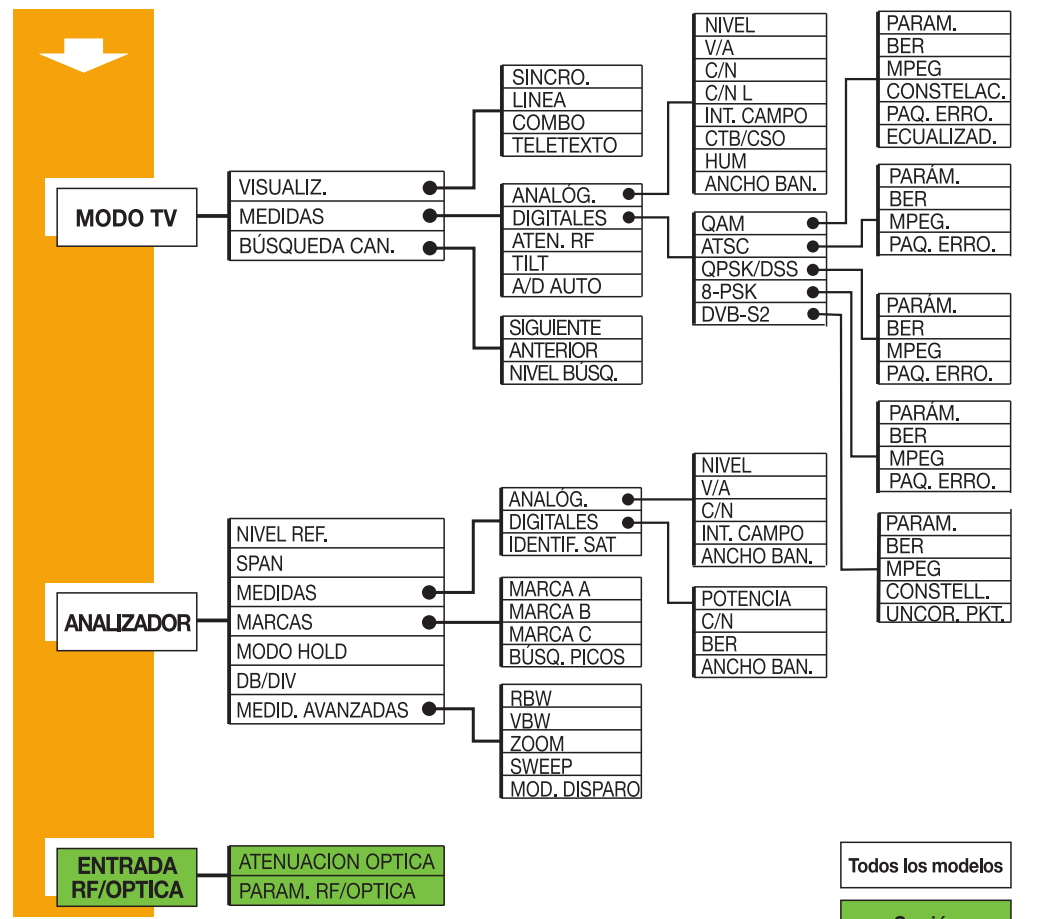 MODO TV
VISUALIZ.
MEDIDAS
BÚSQUEDA CAN.
SINCRO.
LINEA
COMBO
TELETEXTO
ANALÓG.
DIGITALES
ATEN. RF
TILT
A/D AUTO
SIGUIENTE
ANTERIOR
NIVEL BÚSQ.
NIVEL
V/A
C/N
C/N L
INT. CAMPO
CTB/CSO
HUM
ANCHO BAN.
QAM
ATSC
QPSK/DSS
8-PSK
DVB-S2
PARAM.
BER
MPEG
CONSTELAC.
PAQ. ERRO.
ECUALIZAD.
PARÁM.
BER
MPEG.
PAQ. ERRO.
PARÁM.
BER
MPEG
PAQ. ERRO.
PARÁM.
BER
MPEG
PAQ. ERRO.
PARAM.
BER
MPEG
CONSTELL.
UNCOR. PKT.
ANALIZADOR
NIVEL REF.
SPAN
MEDIDAS
MARCAS
MODO HOLD
DB/DIV
MEDID. AVANZADAS
ANALÓG.
DIGITALES
IDENTIF. SAT
MARCA A
MARCA B
MARCA C
BÚSQ. PICOS
RBW
VBW
ZOOM
SWEEP
MOD. DISPARO
NIVEL
V/A
C/N
INT. CAMPO
ANCHO BAN.
POTENCIA
C/N
BER
ANCHO BAN.
ENTRADA
RF/OPTICA
ATENUACION OPTICA
PARAM. RF/OPTICA
Todos los modelos